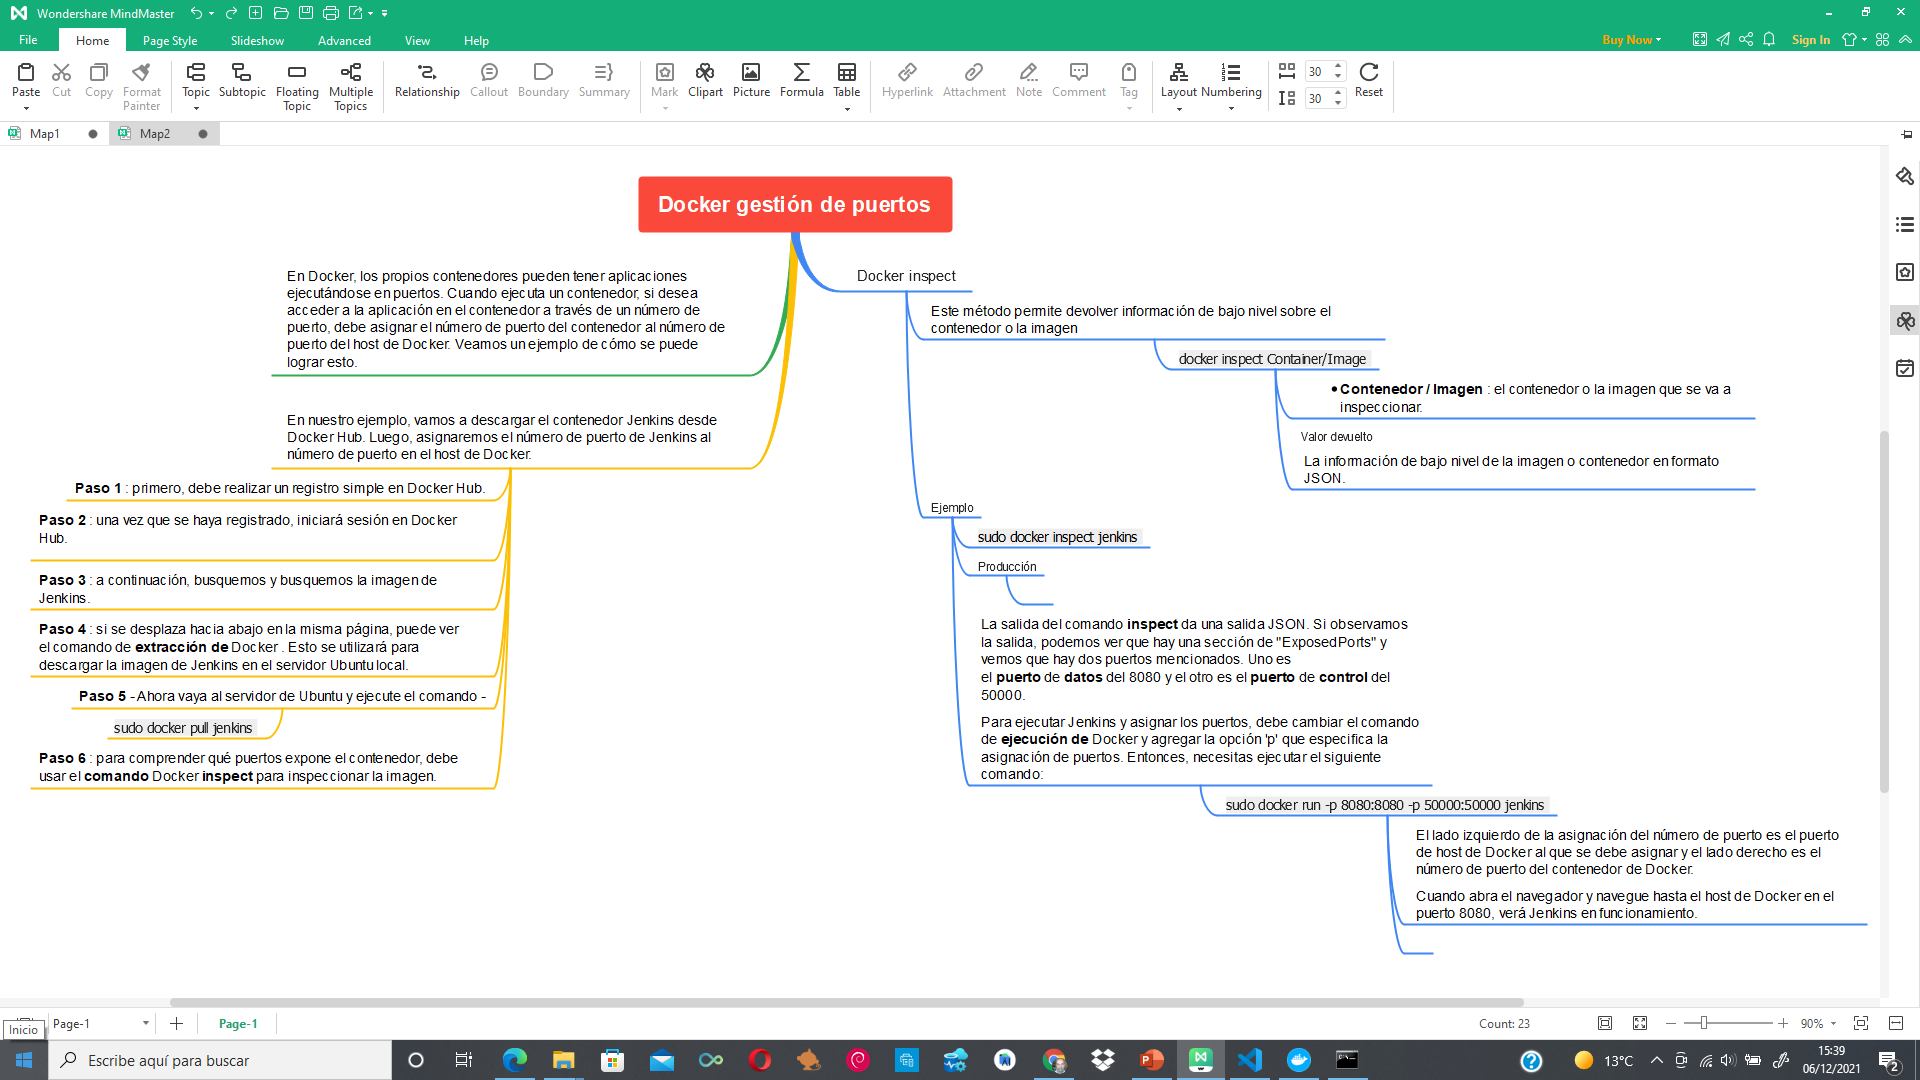 Wondershare MindMaster
File
Home
Page Style
Slideshow
Advanced
View
Help
Buy Now
Sign In
Paste
Cut
Copy
Format
Painter
Topic
Subtopic
Floating
Topic
Multiple
Topics
Relationship
Callout
Boundary
Summary
Mark
Clipart
Picture
Formula
Table
Hyperlink
Attachment
Note
Comment
Tag
Layout
Numbering
30
30
Reset
Map1
Map2
Docker gestión de puertos
En Docker, los propios contenedores pueden tener aplicaciones
ejecutándose en puertos. Cuando ejecuta un contenedor, si desea
acceder a la aplicación en el contenedor a través de un número de
puerto, debe asignar el número de puerto del contenedor al número de
puerto del host de Docker. Veamos un ejemplo de cómo se puede
lograr esto.
En nuestro ejemplo, vamos a descargar el contenedor Jenkins desde
Docker Hub. Luego, asignaremos el número de puerto de Jenkins al
número de puerto en el host de Docker.
Paso 1 : primero, debe realizar un registro simple en Docker Hub.
Paso 2 : una vez que se haya registrado, iniciará sesión en Docker
Hub.
Paso 3 : a continuación, busquemos y busquemos la imagen de
Jenkins.
Paso 4 : si se desplaza hacia abajo en la misma página, puede ver
el comando de extracción de Docker . Esto se utilizará para
descargar la imagen de Jenkins en el servidor Ubuntu local.
Paso 5 - Ahora vaya al servidor de Ubuntu y ejecute el comando -
sudo docker pull jenkins
Paso 6 : para comprender qué puertos expone el contenedor, debe
usar el comando Docker inspect para inspeccionar la imagen.
Docker inspect
Este método permite devolver información de bajo nivel sobre el
contenedor o la imagen
docker inspect Container/Image
• Contenedor / Imagen : el contenedor o la imagen que se va a
inspeccionar.
Valor devuelto
La información de bajo nivel de la imagen o contenedor en formato
JSON.
Ejemplo
sudo docker inspect jenkins
Producción
La salida del comando inspect da una salida JSON. Si observamos
la salida, podemos ver que hay una sección de "ExposedPorts" y
vemos que hay dos puertos mencionados. Uno es
el puerto de datos del 8080 y el otro es el puerto de control del
50000.
Para ejecutar Jenkins y asignar los puertos, debe cambiar el comando
de ejecución de Docker y agregar la opción 'p' que especifica la
asignación de puertos. Entonces, necesitas ejecutar el siguiente
comando:
sudo docker run -p 8080:8080 -p 50000:50000 jenkins
El lado izquierdo de la asignación del número de puerto es el puerto
de host de Docker al que se debe asignar y el lado derecho es el
número de puerto del contenedor de Docker.
Cuando abra el navegador y navegue hasta el host de Docker en el
puerto 8080, verá Jenkins en funcionamiento.
Inicio
Page-1
Page-1
Count: 23
90%
Escribe aquí para buscar
13°C
15:39
06/12/2021
2